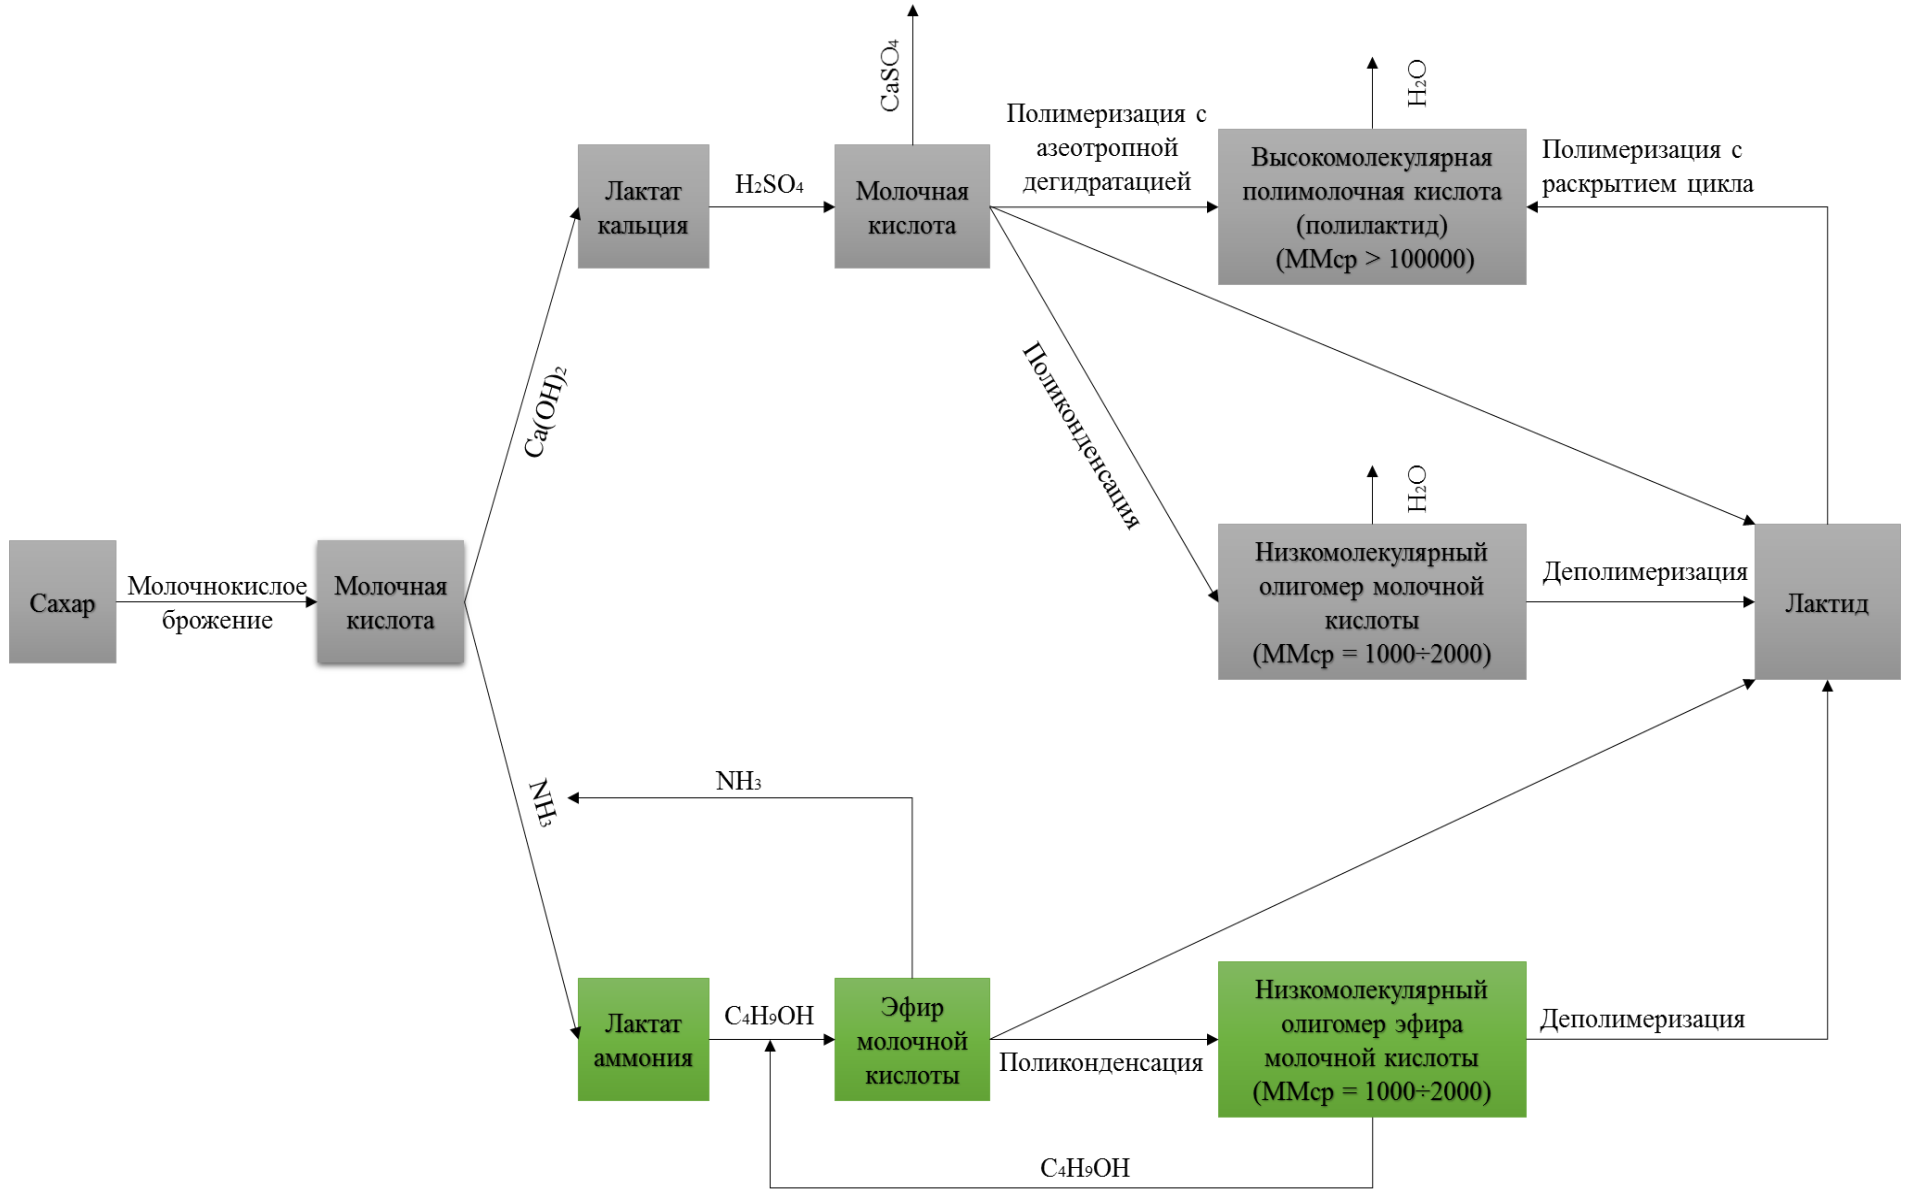 CaSO₄
H₂O
Полимеризация с
азеотропной
дегидратацией
Высокомолекулярная
полимолочная кислота
(полилактид)
(ММср > 100000)
Полимеризация с
раскрытием цикла
Лактат
кальция
H₂SO₄
Молочная
кислота
Ca(OH)₂
Поликонденсация
H₂O
Сахар
Молочнокислое
брожение
Молочная
кислота
Низкомолекулярный
олигомер молочной
кислоты
(ММср = 1000÷2000)
Деполимеризация
Лактид
NH₃
NH₃
Лактат
аммония
C₄H₉OH
Эфир
молочной
кислоты
Поликонденсация
Низкомолекулярный
олигомер эфира
молочной кислоты
(ММср = 1000÷2000)
Деполимеризация
C₄H₉OH